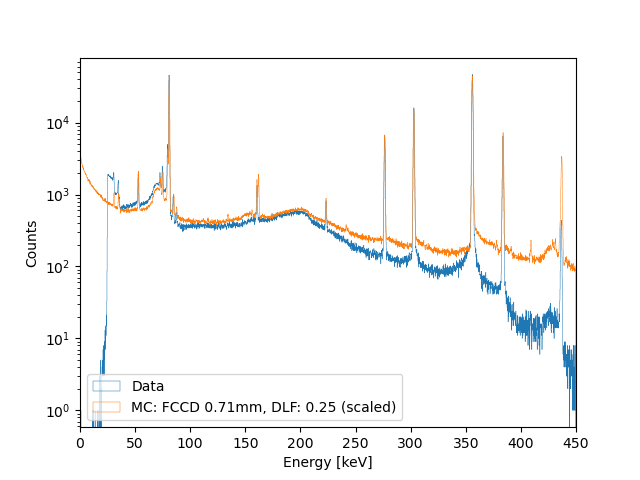 10⁴
10³
10²
10¹
10⁰
Counts
Data
MC: FCCD 0.71mm, DLF: 0.25 (scaled)
0 50 100 150 200 250 300 350 400 450
Energy [keV]